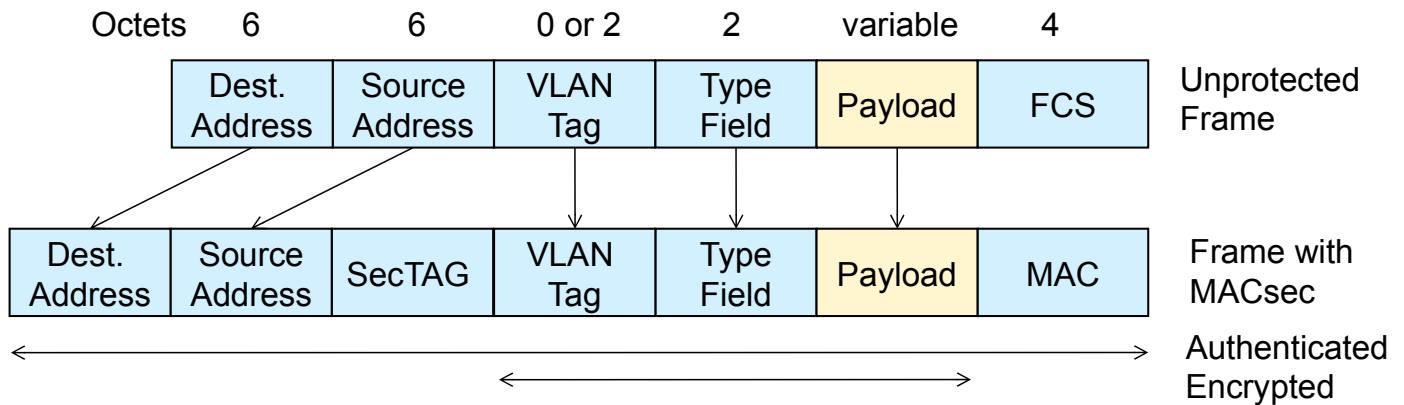 Octets 6 6 0 or 2 2 variable 4
Dest. Address Source Address VLAN Tag Type Field Payload FCS Unprotected Frame
Dest. Address Source Address SecTAG VLAN Tag Type Field Payload MAC Frame with MACsec
Authenticated
Encrypted